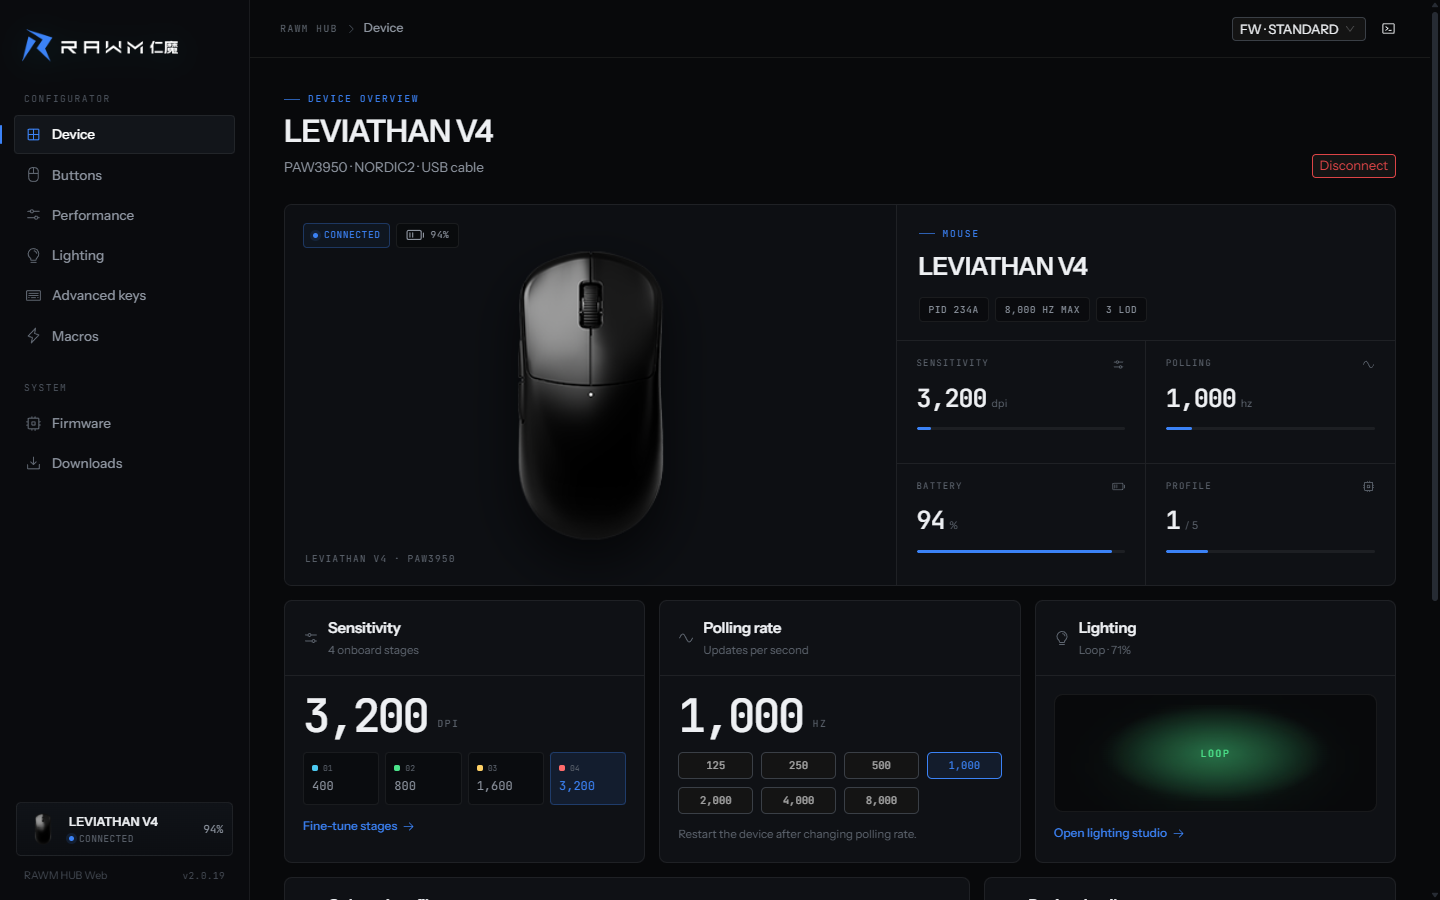 RAWM 仁魔
CONFIGURATOR
Device
Buttons
Performance
Lighting
Advanced keys
Macros
SYSTEM
Firmware
Downloads
LEVIATHAN V4
CONNECTED
94%
RAWM HUB Web
v2.0.19
RAWM HUB
Device
FW·STANDARD
DEVICE OVERVIEW
LEVIATHAN V4
PAW3950·NORDIC2·USB cable
Disconnect
CONNECTED
94%
LEVIATHAN V4 · PAW3950
MOUSE
LEVIATHAN V4
PID 234A
8,000 HZ MAX
3 LOD
SENSITIVITY
3,200 dpi
POLLING
1,000 hz
BATTERY
94 %
PROFILE
1 / 5
Sensitivity
4 onboard stages
3,200 DPI
01
400
02
800
03
1,600
04
3,200
Fine-tune stages →
Polling rate
Updates per second
1,000 HZ
125
250
500
1,000
2,000
4,000
8,000
Restart the device after changing polling rate.
Lighting
Loop·71%
LOOP
Open lighting studio →